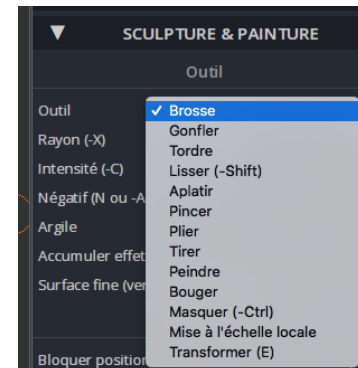 ▼ SCULPTURE & PAINTURE
Outil
Outil ✓ Brosse
Gonfler
Rayon (-X)
Tordre
Intensité (-C) Lisser (-Shift)
Aplatir
Négatif (N ou -A
Pincer
Argile Plier
Accumuler effet Tirer
Peindre
Surface fine (ver Bouger
Masquer (-Ctrl)
Mise à l'échelle locale
Bloquer position Transformer (E)